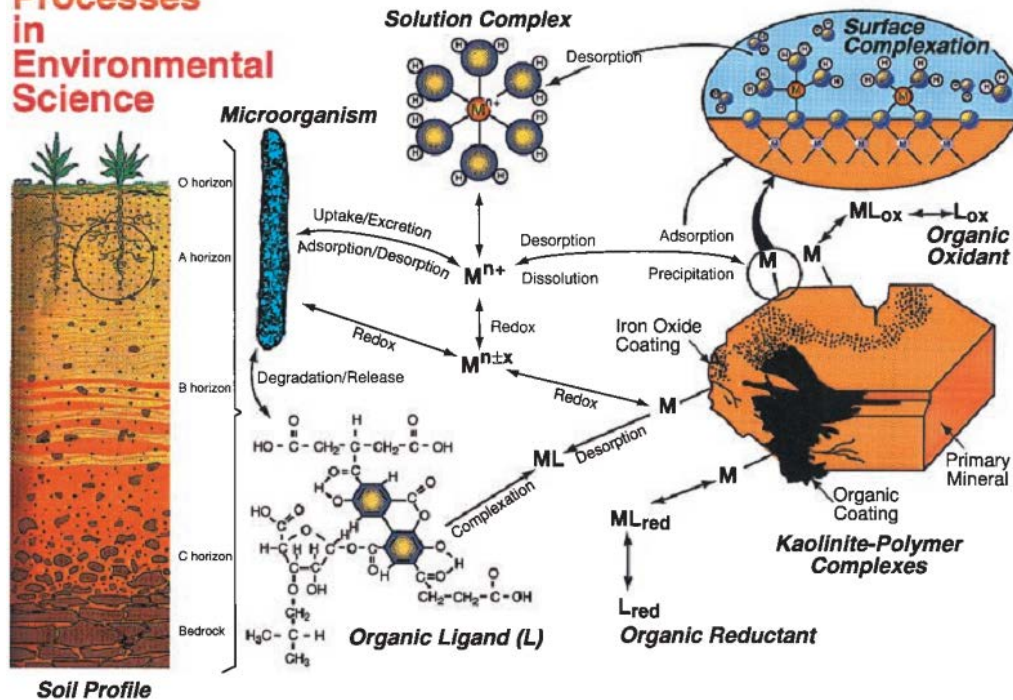 Processes
in
Environmental
Science
Solution Complex
H H
H H
H H
H H
H H
H H
M n+
Desorption
Surface
Complexation
H H
M M
M M M M M
Microorganism
O horizon
A horizon
B horizon
C horizon
Bedrock
Soil Profile
Uptake/Excretion
Adsorption/Desorption
Mn+
Desorption
Dissolution
Adsorption
Precipitation
M
M
MLox
Lox
Organic
Oxidant
Redox
Redox
Mn±x
Redox
M
Iron Oxide
Coating
Degradation/Release
Desorption
ML
Complexation
M
MLred
Lred
Organic Reductant
Organic
Coating
Primary
Mineral
Kaolinite-Polymer
Complexes
O H O
HO–C–CH2–C–CH2–C–OH
C=O
H
H–O
C=O
O
HO O
C
H
O
H
H
H OH
O
CH2
H3C–C–H
CH3
O–C=O
H
O
H
C=O
CH2–CH2–C–OH
O
Organic Ligand (L)